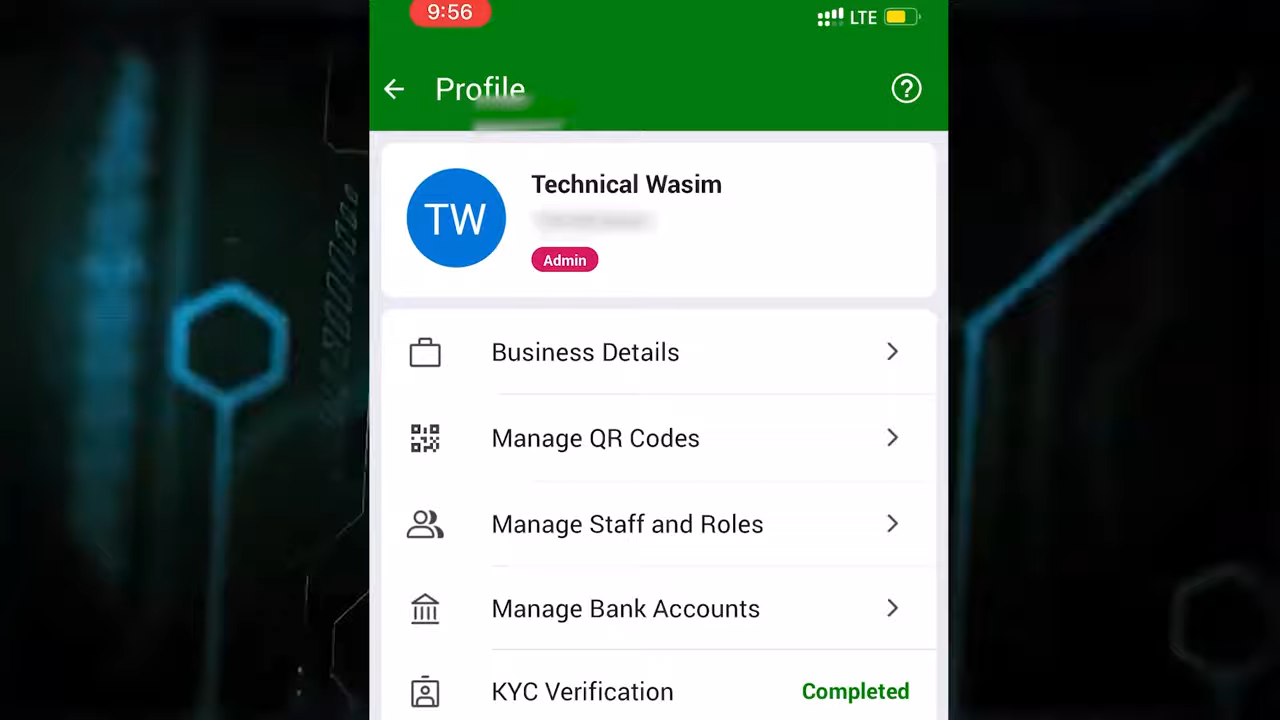 9:56
LTE
Profile
?
TW
Technical Wasim
Admin
Business Details
Manage QR Codes
Manage Staff and Roles
Manage Bank Accounts
KYC Verification
Completed